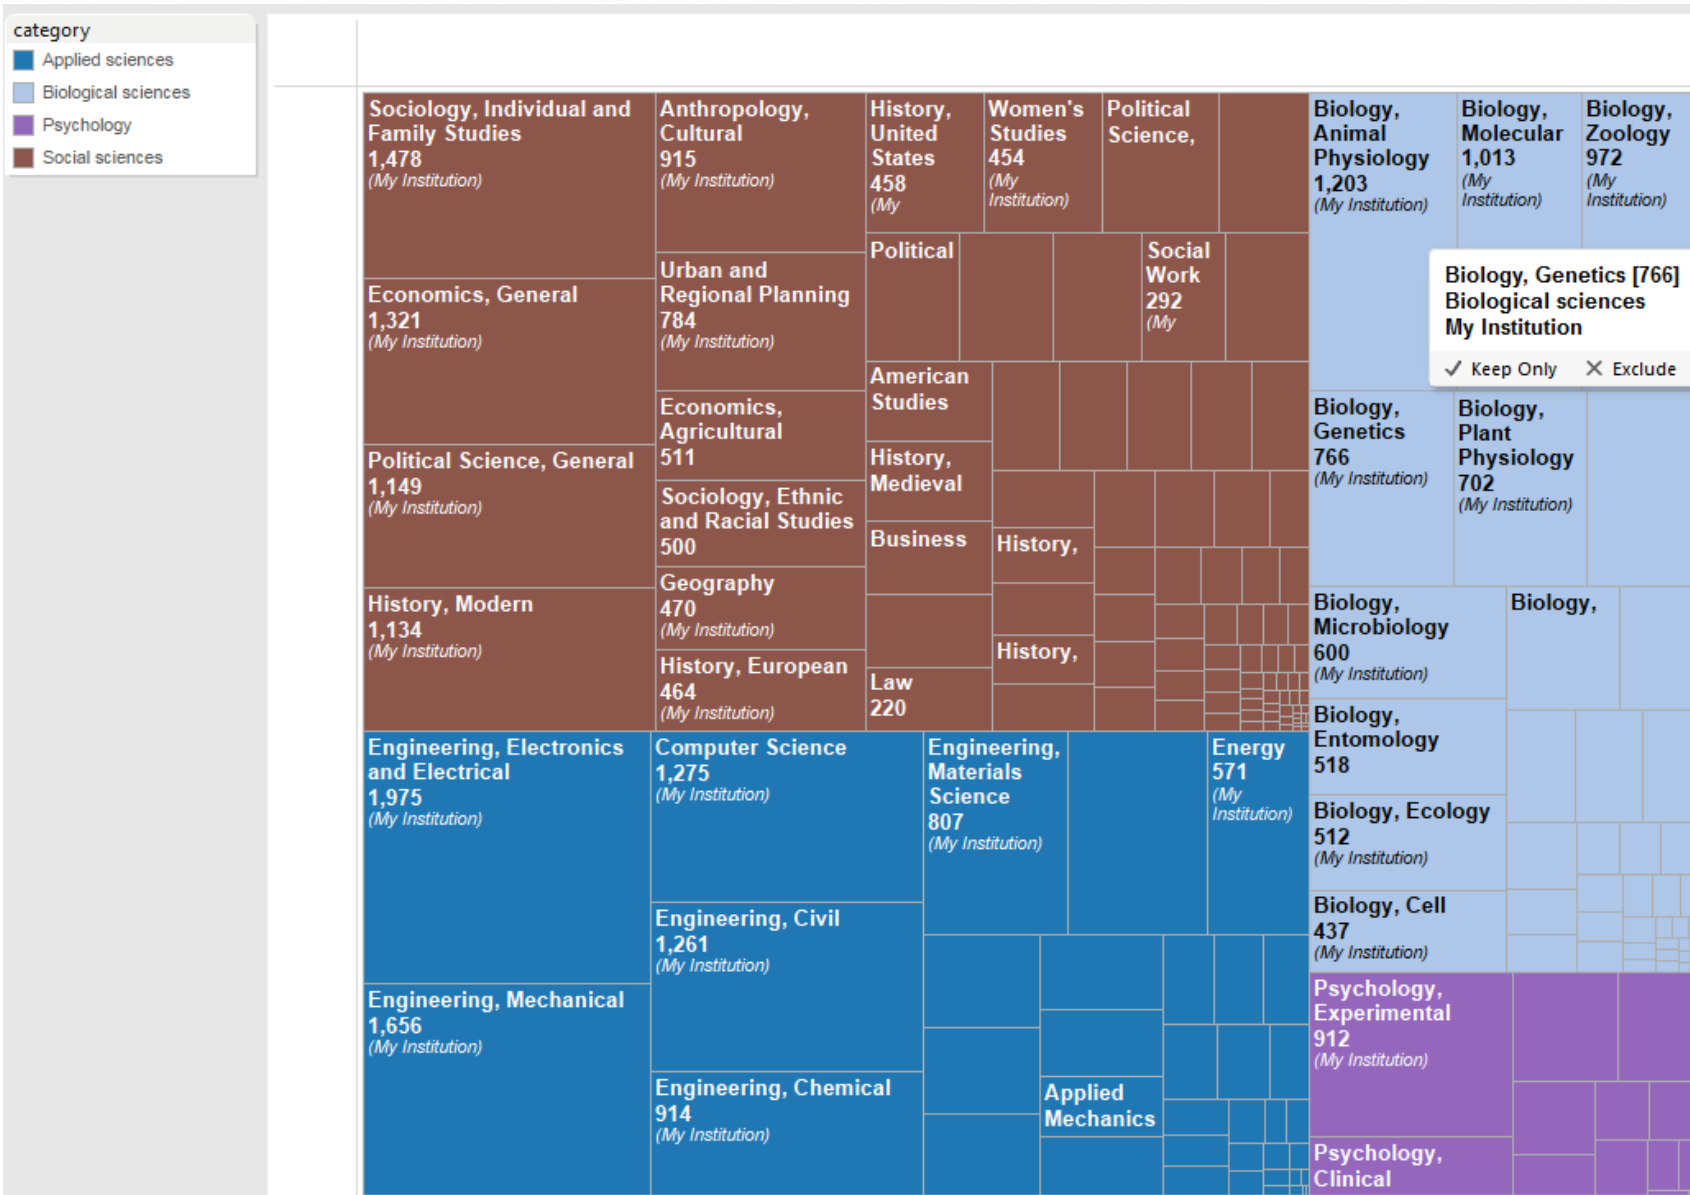 category
Applied sciences
Biological sciences
Psychology
Social sciences
Sociology, Individual and
Family Studies
1,478
(My Institution)
Economics, General
1,321
(My Institution)
Political Science, General
1,149
(My Institution)
History, Modern
1,134
(My Institution)
Anthropology,
Cultural
915
(My Institution)
Urban and
Regional Planning
784
(My Institution)
Economics,
Agricultural
511
Sociology, Ethnic
and Racial Studies
500
Geography
470
(My Institution)
History, European
464
(My Institution)
History,
United
States
458
(My
Women's
Studies
454
(My
Institution)
Political
Science,
Political
Social
Work
292
(My
American
Studies
History,
Medieval
Business
History,
History,
Law
220
Engineering, Electronics
and Electrical
1,975
(My Institution)
Engineering, Mechanical
1,656
(My Institution)
Computer Science
1,275
(My Institution)
Engineering, Civil
1,261
(My Institution)
Engineering, Chemical
914
(My Institution)
Engineering,
Materials
Science
807
(My Institution)
Energy
571
(My
Institution)
Applied
Mechanics
Biology,
Animal
Physiology
1,203
(My Institution)
Biology,
Molecular
1,013
(My
Institution)
Biology,
Zoology
972
(My
Institution)
Biology, Genetics [766]
Biological sciences
My Institution
Keep Only
Exclude
Biology,
Genetics
766
(My Institution)
Biology,
Plant
Physiology
702
(My Institution)
Biology,
Microbiology
600
(My Institution)
Biology,
Biology,
Entomology
518
Biology, Ecology
512
(My Institution)
Biology, Cell
437
(My Institution)
Psychology,
Experimental
912
(My Institution)
Psychology,
Clinical